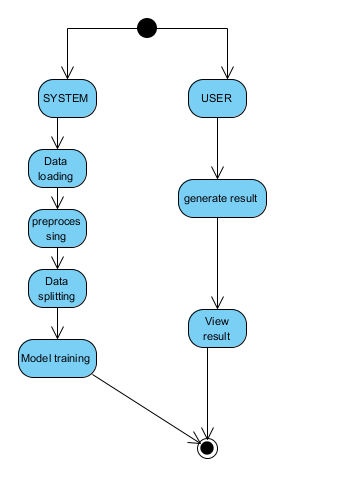 SYSTEM
USER
Data
loading
generate result
preproces
sing
Data
splitting
View
result
Model training